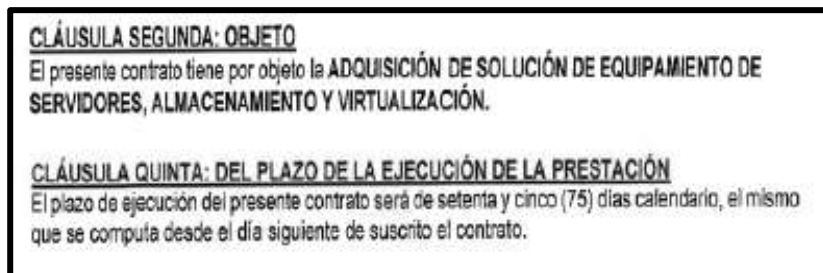 CLÁUSULA SEGUNDA: OBJETO
El presente contrato tiene por objeto la ADQUISICIÓN DE SOLUCIÓN DE EQUIPAMIENTO DE
SERVIDORES, ALMACENAMIENTO Y VIRTUALIZACIÓN.
CLÁUSULA QUINTA: DEL PLAZO DE LA EJECUCIÓN DE LA PRESTACIÓN
El plazo de ejecución del presente contrato será de setenta y cinco (75) días calendario, el mismo
que se computa desde el día siguiente de suscrito el contrato.